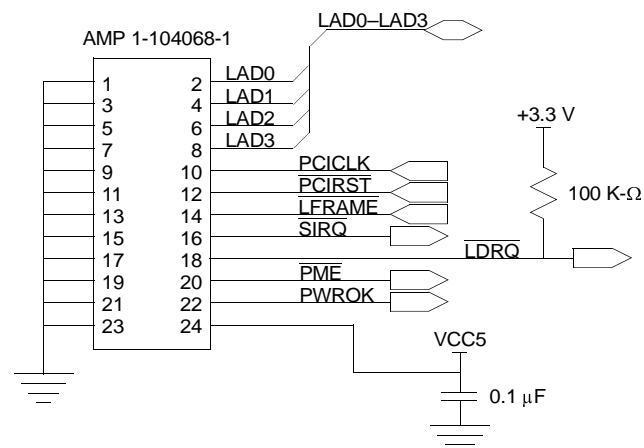 LAD0–LAD3
AMP 1-104068-1
1 2 LAD0
3 4 LAD1
5 6 LAD2
7 8 LAD3
9 10 PCICLK
11 12 PCIRST
13 14 LFRAME
15 16 SIRQ
17 18 LDRQ
19 20 PME
21 22 PWROK
23 24
+3.3 V
100 K-Ω
VCC5
0.1 μF